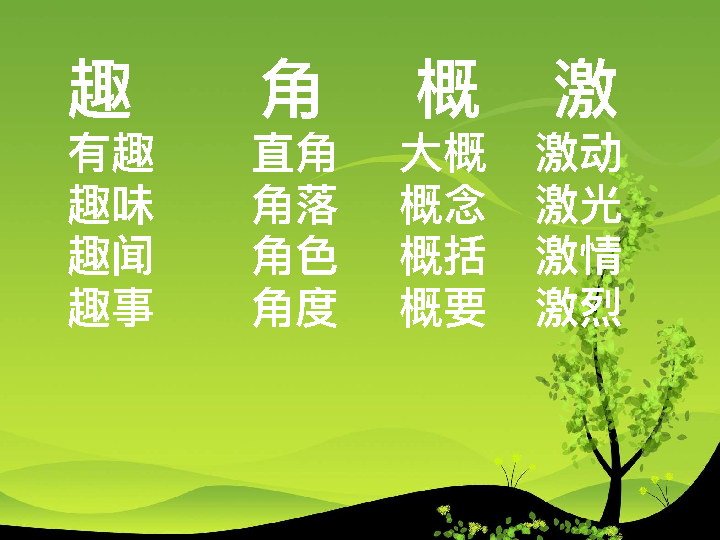 趣 角 概 激
有趣 直角 大概 激动
趣味 角落 概念 激光
趣闻 角色 概括 激情
趣事 角度 概要 激烈